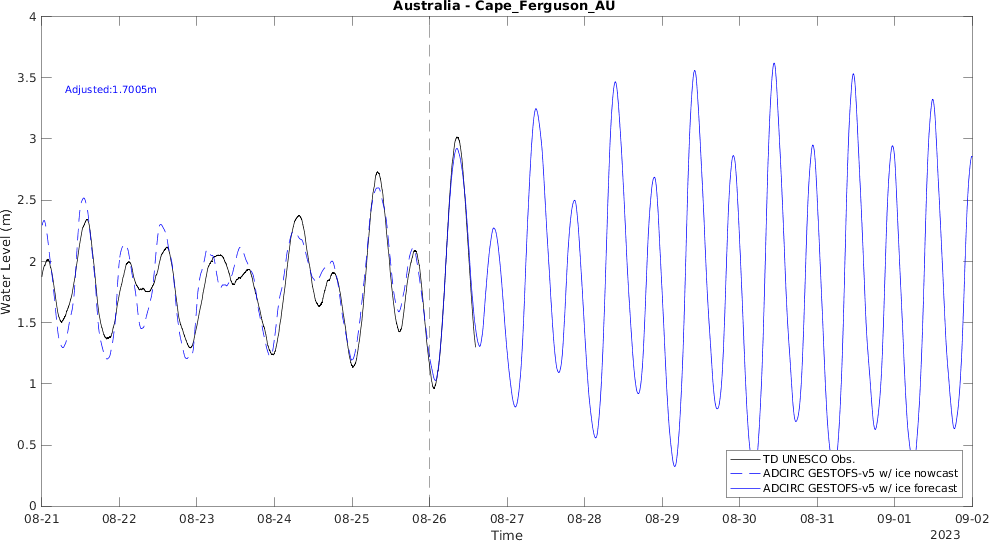 Australia - Cape_Ferguson_AU
Adjusted:1.7005m
Water Level (m)
4
3.5
3
2.5
2
1.5
1
0.5
0
TD UNESCO Obs.
ADCIRC GESTOFS-v5 w/ ice nowcast
ADCIRC GESTOFS-v5 w/ ice forecast
08-21 08-22 08-23 08-24 08-25 08-26 08-27 08-28 08-29 08-30 08-31 09-01 09-02
Time
2023